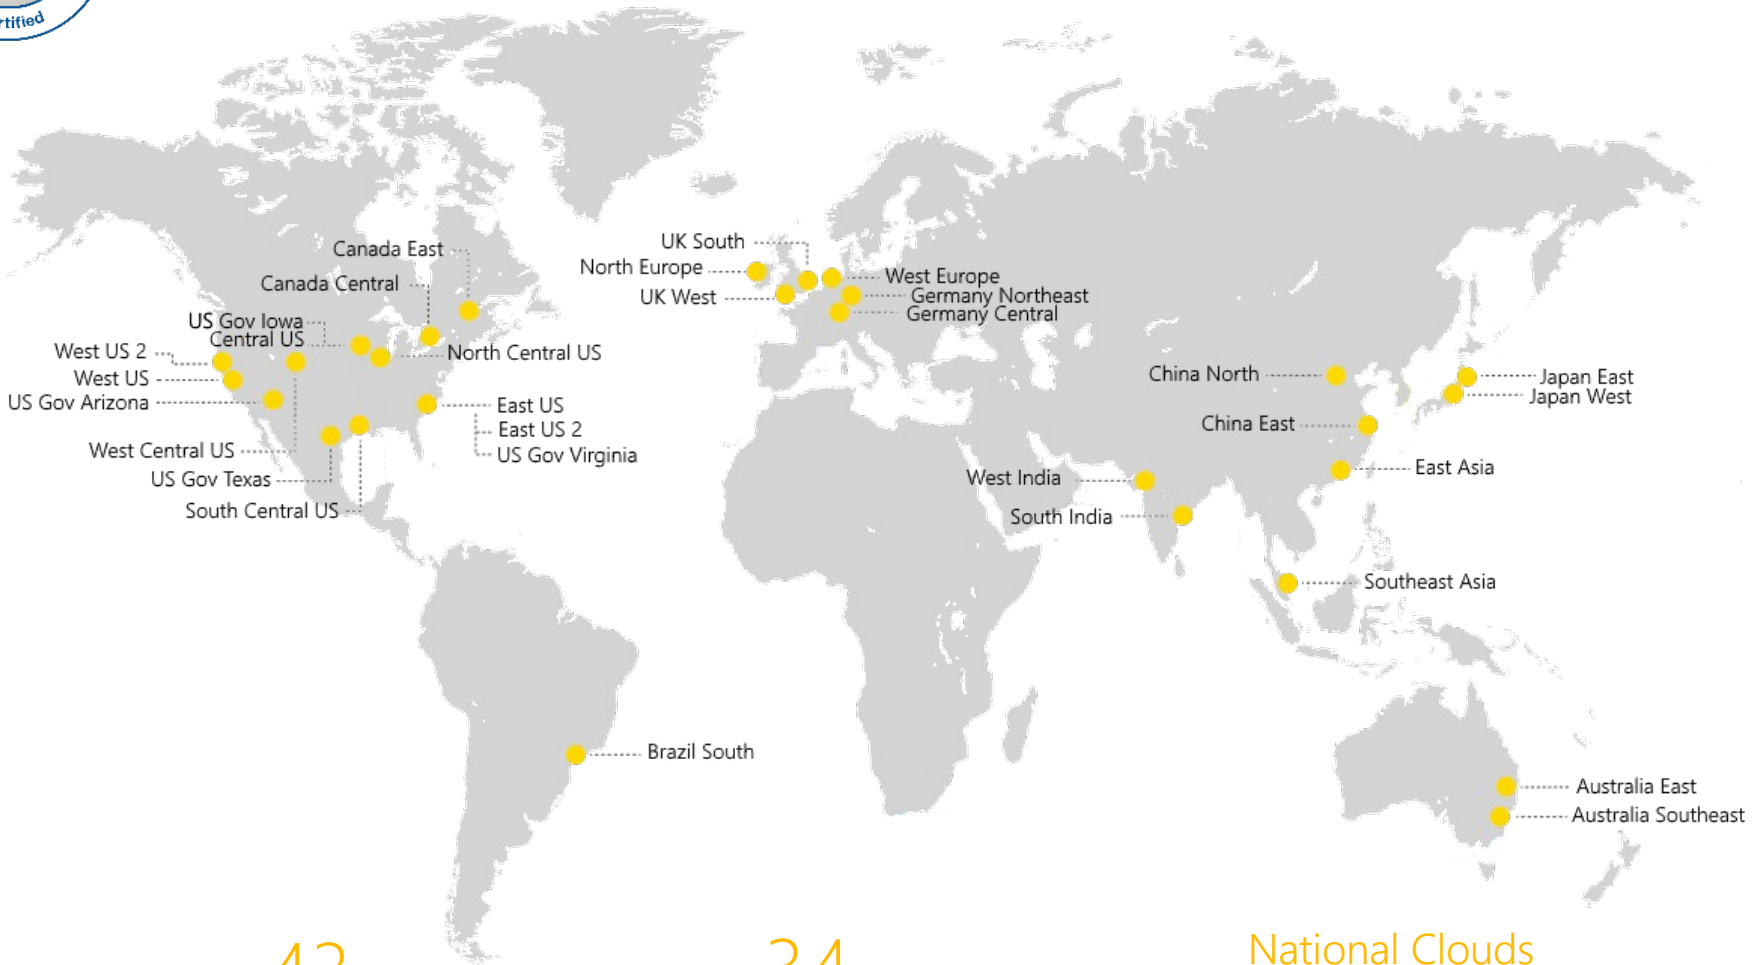 Canada East
Canada Central
US Gov Iowa
Central US
West US 2
West US
US Gov Arizona
North Central US
East US
East US 2
US Gov Virginia
West Central US
US Gov Texas
South Central US
Brazil South
UK South
North Europe
UK West
West Europe
Germany Northeast
Germany Central
China North
China East
Japan East
Japan West
East Asia
West India
South India
Southeast Asia
Australia East
Australia Southeast
National Clouds